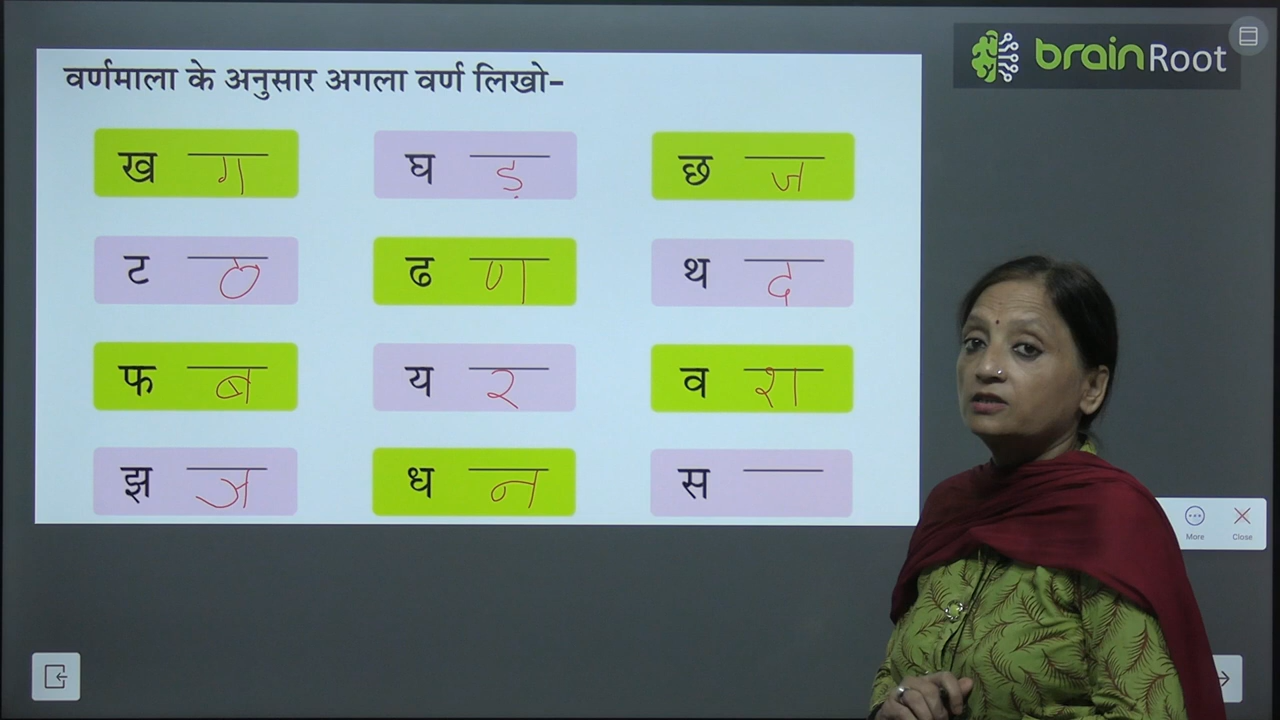 brainRoot
वर्णमाला के अनुसार अगला वर्ण लिखो-
ख ग घ ड़ छ ज
ट ठ ढ ण थ द
फ ब य र व श
झ ञ ध न स
More Close